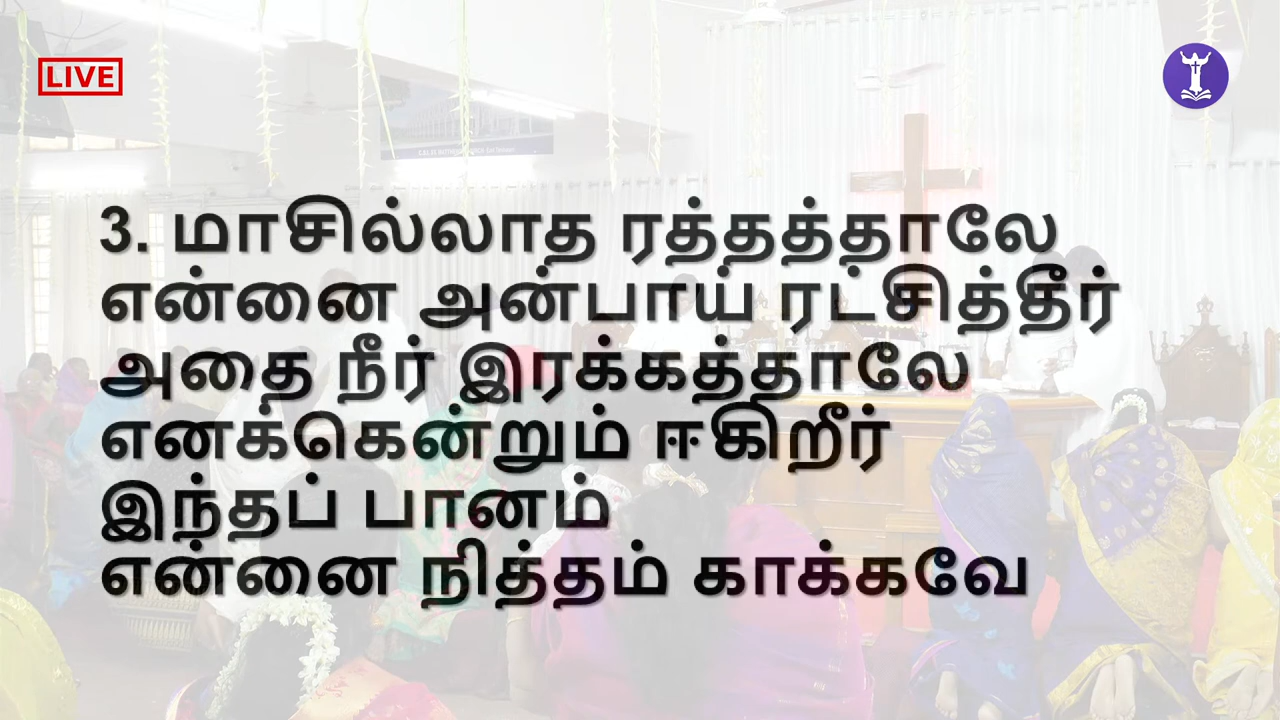 LIVE
3. மாசில்லாத ரத்தத்தாலே
என்னை அன்பாய் ரட்சித்தீர்
அதை நீர் இரக்கத்தாலே
எனக்கென்றும் ஈகிறீர்
இந்தப் பானம்
என்னை நித்தம் காக்கவே